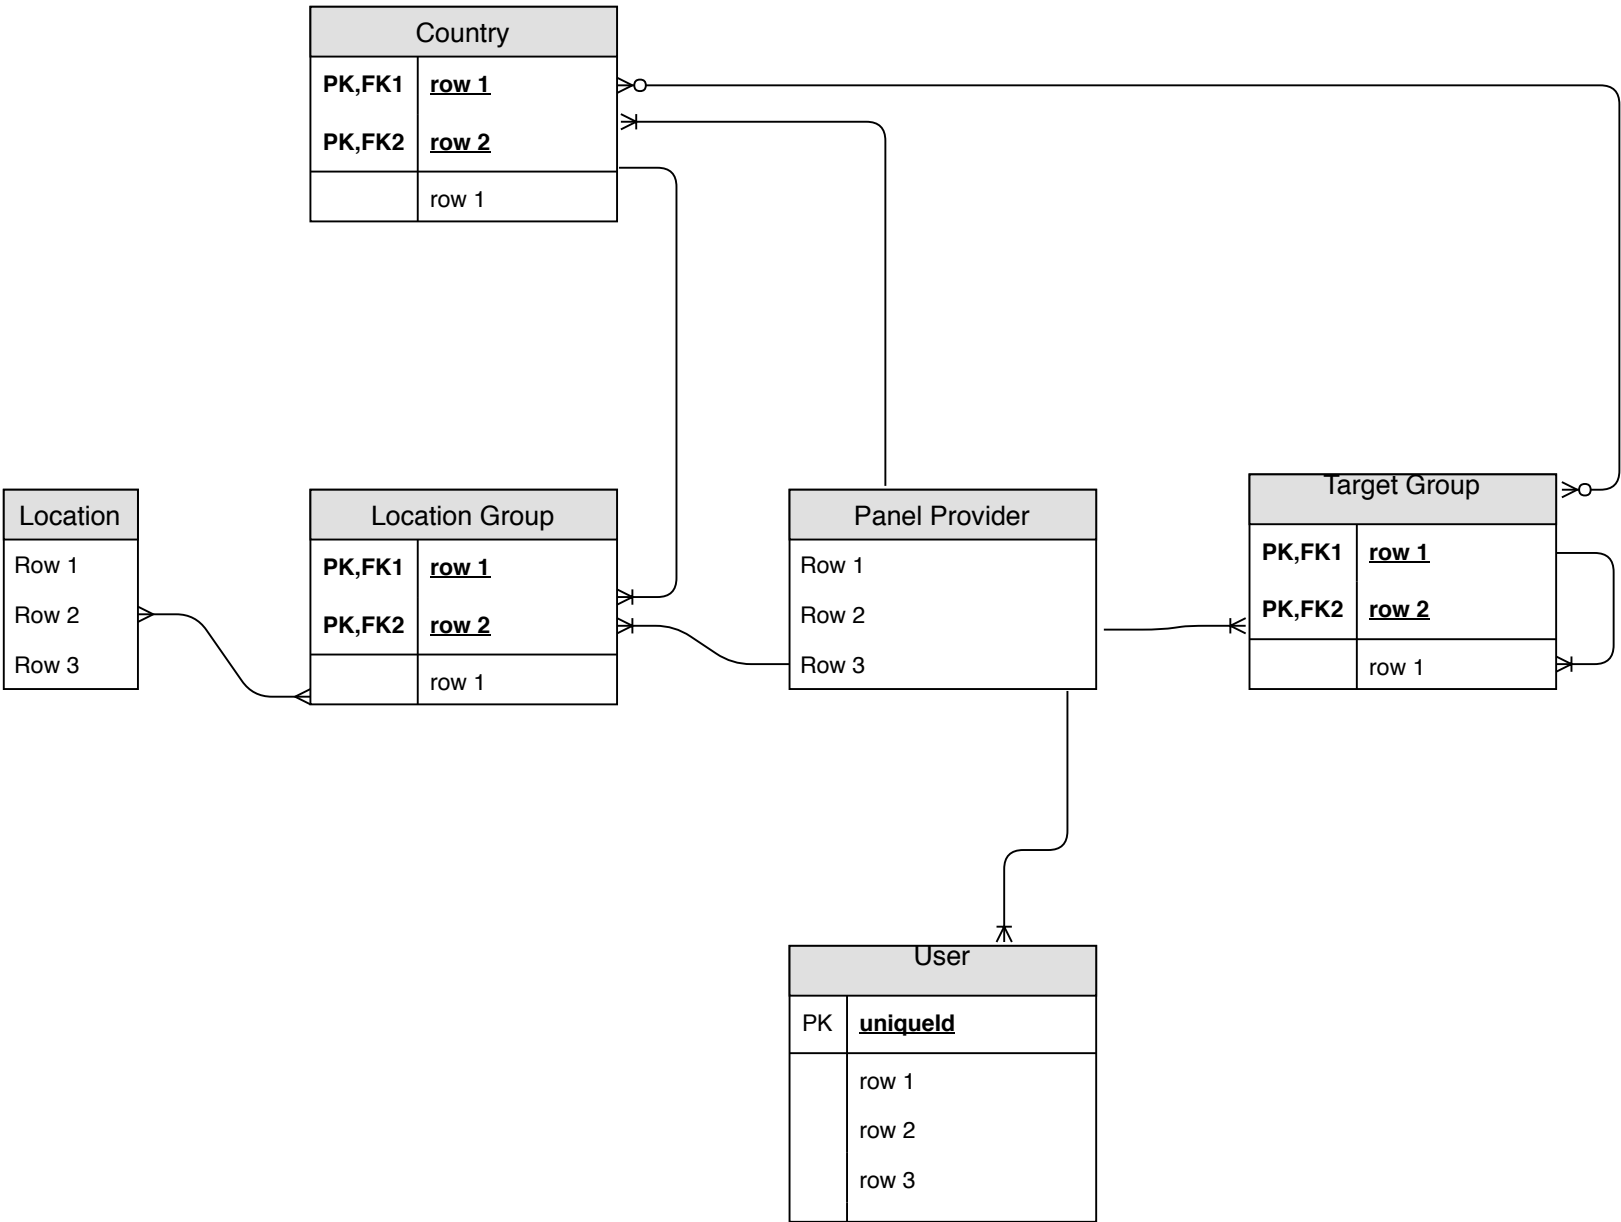 Country
PK,FK1 row 1
PK,FK2 row 2
row 1
Location
Row 1
Row 2
Row 3
Location Group
PK,FK1 row 1
PK,FK2 row 2
row 1
Panel Provider
Row 1
Row 2
Row 3
Target Group
PK,FK1 row 1
PK,FK2 row 2
row 1
User
PK uniqueId
row 1
row 2
row 3